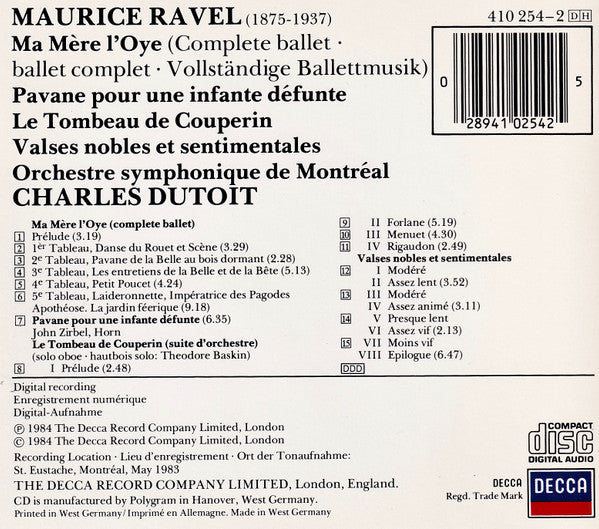 MAURICE RAVEL (1875-1937)
410 254-2 DH
Ma Mère l'Oye (Complete ballet ·
ballet complet · Vollständige Ballettmusik)
Pavane pour une infante défunte
Le Tombeau de Couperin
Valses nobles et sentimentales
Orchestre symphonique de Montréal
CHARLES DUTOIT
0 28941 02542 5
Ma Mère l'Oye (complete ballet)
1 Prélude (3.19)
2 1er Tableau, Danse du Rouet et Scène (3.29)
3 2e Tableau, Pavane de la Belle au bois dormant (2.28)
4 3e Tableau, Les entretiens de la Belle et de la Bête (5.13)
5 4e Tableau, Petit Poucet (4.24)
6 5e Tableau, Laideronnette, Impératrice des Pagodes
Apothéose. La jardin féerique (9.18)
7 Pavane pour une infante défunte (6.35)
John Zirbel, Horn
Le Tombeau de Couperin (suite d'orchestre)
(solo oboe · hautbois solo: Theodore Baskin)
8 I Prélude (2.48)
9 II Forlane (5.19)
10 III Menuet (4.30)
11 IV Rigaudon (2.49)
Valses nobles et sentimentales
12 I Modéré
II Assez lent (3.52)
13 III Modéré
IV Assez animé (3.11)
14 V Presque lent
VI Assez vif (2.13)
15 VII Moins vif
VIII Epilogue (6.47)
DDD
Digital recording
Enregistrement numérique
Digital-Aufnahme
℗ 1984 The Decca Record Company Limited, London
© 1984 The Decca Record Company Limited, London
Recording Location · Lieu d'enregistrement · Ort der Tonaufnahme:
St. Eustache, Montréal, May 1983
THE DECCA RECORD COMPANY LIMITED, London, England.
CD is manufactured by Polygram in Hanover, West Germany.
Printed in West Germany / Imprimé en Allemagne. Made in West Germany
COMPACT
disc
DIGITAL AUDIO
DECCA
Regd. Trade Mark
DECCA